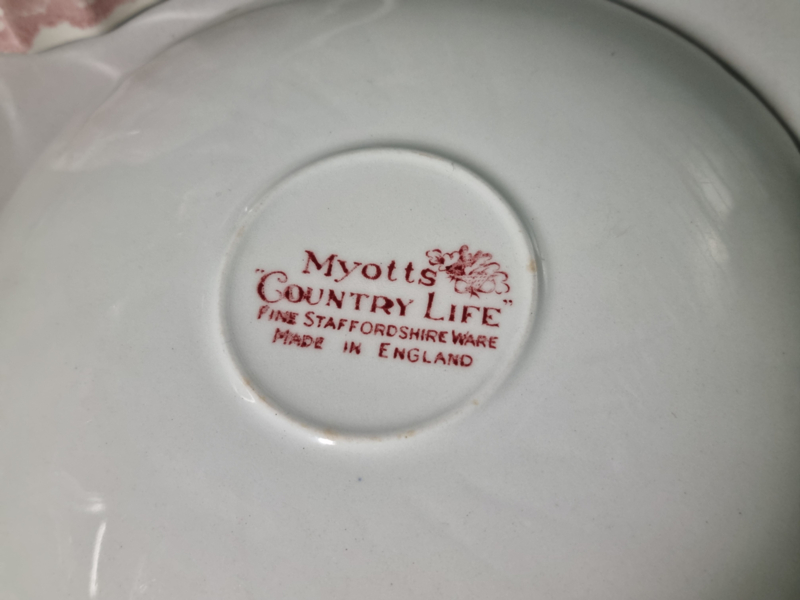 Myotts
"COUNTRY LIFE"
FINE STAFFORDSHIRE WARE
MADE IN ENGLAND